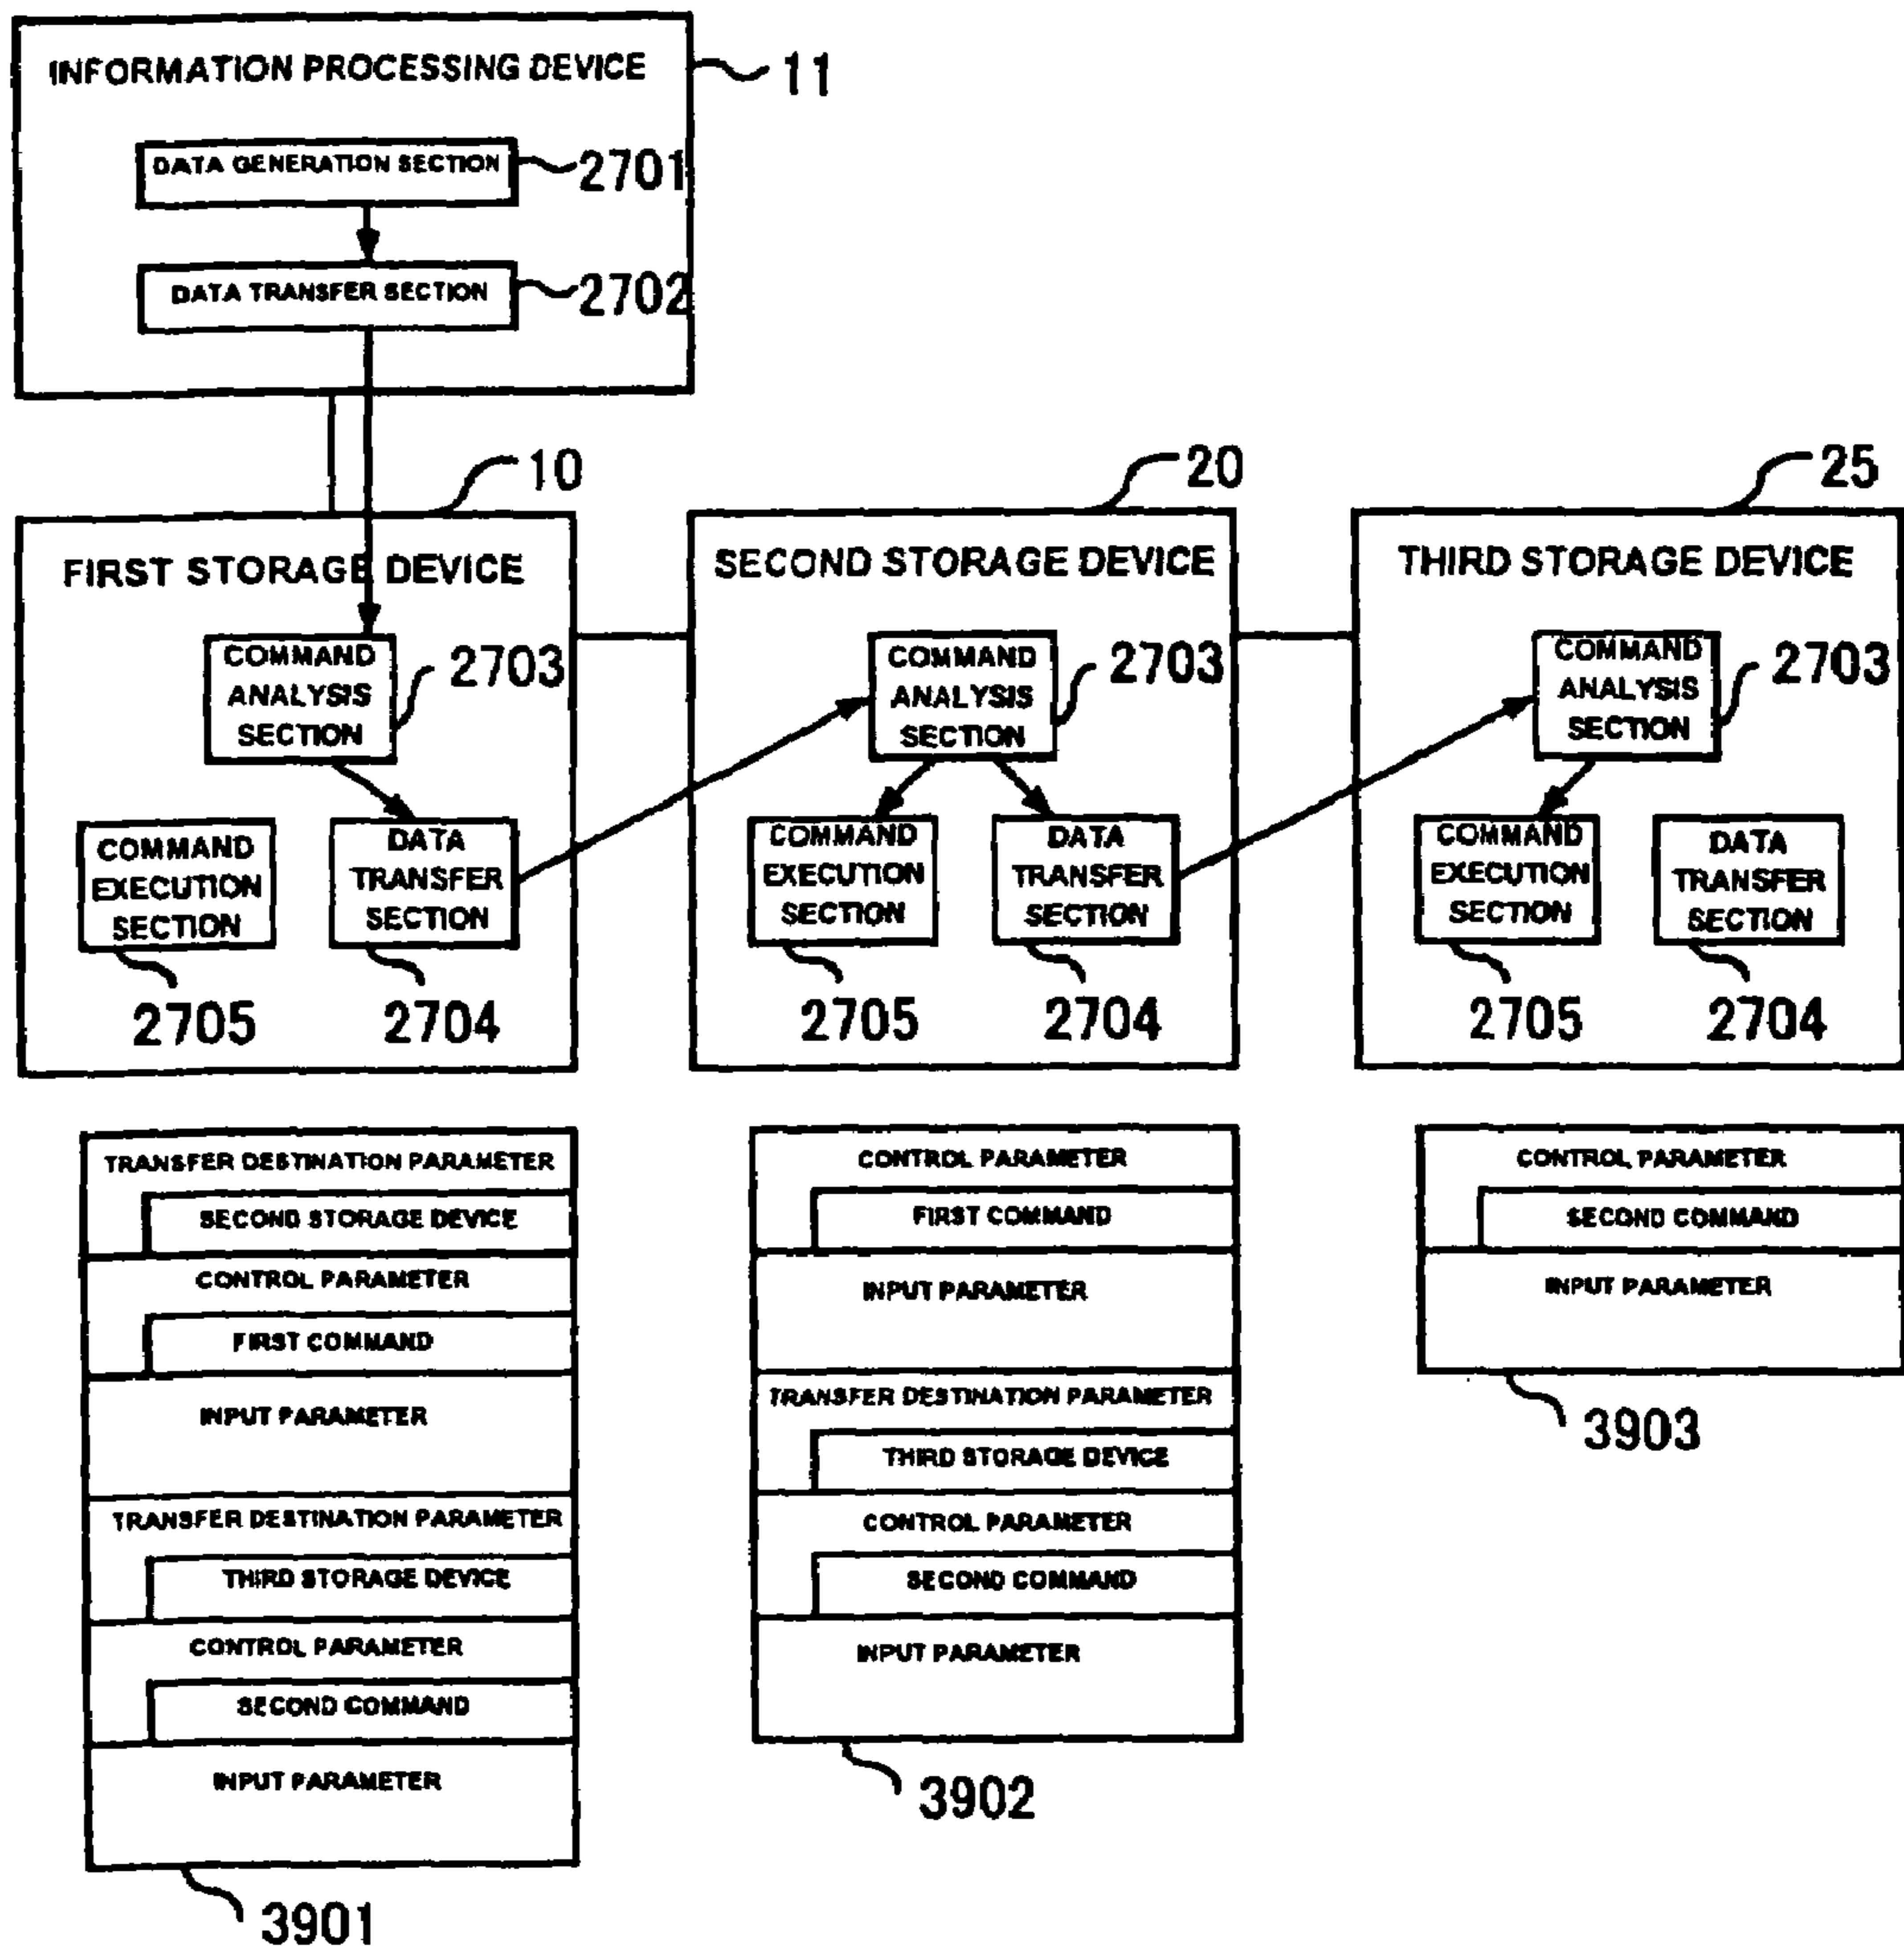 INFORMATION PROCESSING DEVICE
11
DATA GENERATION SECTION
2701
DATA TRANSFER SECTION
2702
10
20
25
FIRST STORAGE DEVICE
SECOND STORAGE DEVICE
THIRD STORAGE DEVICE
COMMAND
ANALYSIS
SECTION
2703
COMMAND
ANALYSIS
SECTION
2703
COMMAND
ANALYSIS
SECTION
2703
COMMAND
EXECUTION
SECTION
DATA
TRANSFER
SECTION
COMMAND
EXECUTION
SECTION
DATA
TRANSFER
SECTION
COMMAND
EXECUTION
SECTION
DATA
TRANSFER
SECTION
2705
2704
2705
2704
2705
2704
TRANSFER DESTINATION PARAMETER
SECOND STORAGE DEVICE
CONTROL PARAMETER
FIRST COMMAND
INPUT PARAMETER
TRANSFER DESTINATION PARAMETER
THIRD STORAGE DEVICE
CONTROL PARAMETER
SECOND COMMAND
INPUT PARAMETER
3901
CONTROL PARAMETER
FIRST COMMAND
INPUT PARAMETER
TRANSFER DESTINATION PARAMETER
THIRD STORAGE DEVICE
CONTROL PARAMETER
SECOND COMMAND
INPUT PARAMETER
3902
CONTROL PARAMETER
SECOND COMMAND
INPUT PARAMETER
3903